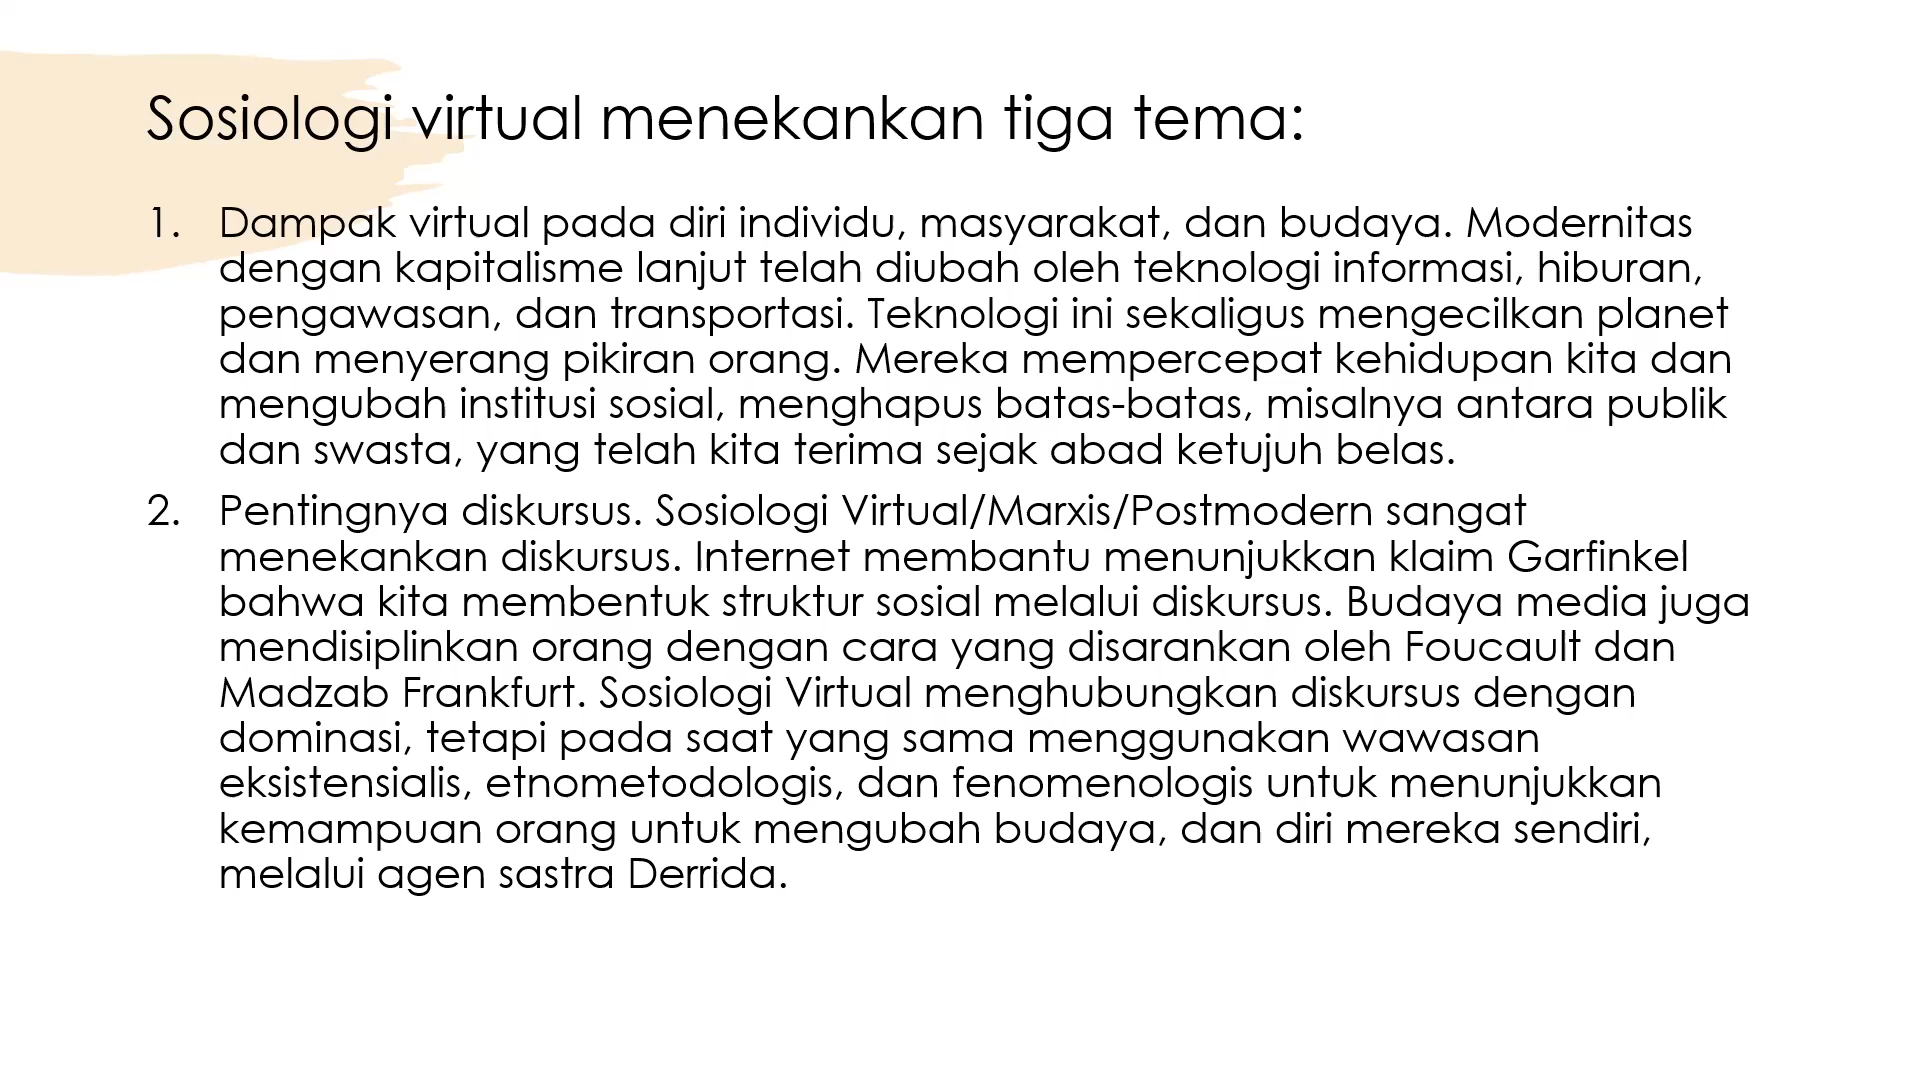 Sosiologi virtual menekankan tiga tema:
1. Dampak virtual pada diri individu, masyarakat, dan budaya. Modernitas
dengan kapitalisme lanjut telah diubah oleh teknologi informasi, hiburan,
pengawasan, dan transportasi. Teknologi ini sekaligus mengecilkan planet
dan menyerang pikiran orang. Mereka mempercepat kehidupan kita dan
mengubah institusi sosial, menghapus batas-batas, misalnya antara publik
dan swasta, yang telah kita terima sejak abad ketujuh belas.
2. Pentingnya diskursus. Sosiologi Virtual/Marxis/Postmodern sangat
menekankan diskursus. Internet membantu menunjukkan klaim Garfinkel
bahwa kita membentuk struktur sosial melalui diskursus. Budaya media juga
mendisiplinkan orang dengan cara yang disarankan oleh Foucault dan
Madzab Frankfurt. Sosiologi Virtual menghubungkan diskursus dengan
dominasi, tetapi pada saat yang sama menggunakan wawasan
eksistensialis, etnometodologis, dan fenomenologis untuk menunjukkan
kemampuan orang untuk mengubah budaya, dan diri mereka sendiri,
melalui agen sastra Derrida.